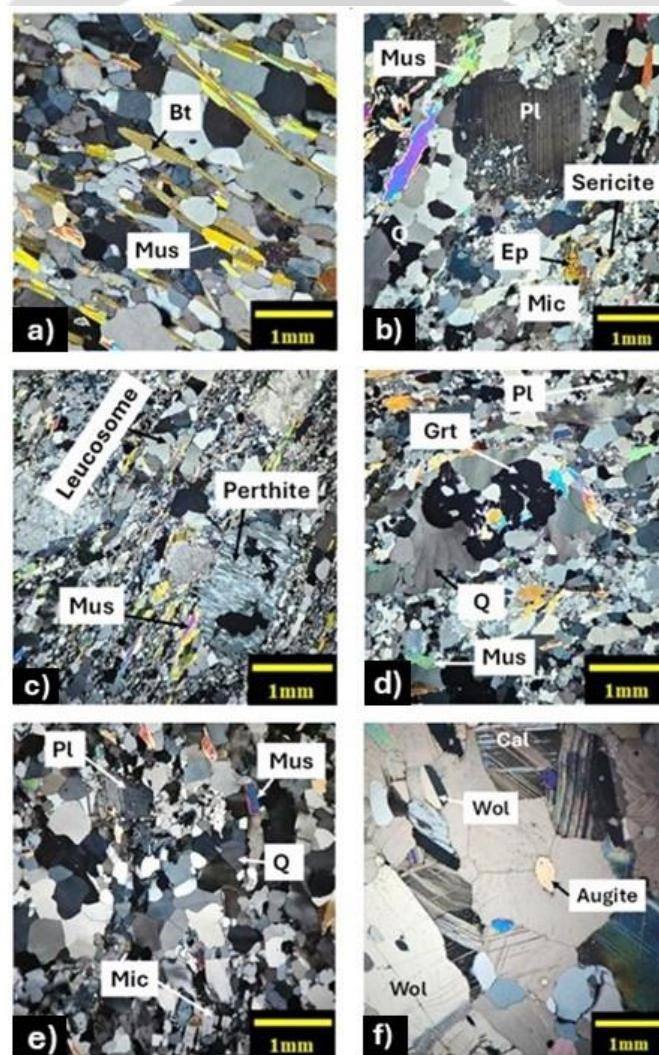 Bt
Mus
a)
1mm
Mus
Pl
Sericite
Q
Ep
Mic
b)
1mm
Leucosome
Perthite
Mus
c)
1mm
Pl
Grt
Q
Mus
d)
1mm
Pl
Mus
Q
Mic
e)
1mm
Cal
Wol
Augite
Wol
f)
1mm